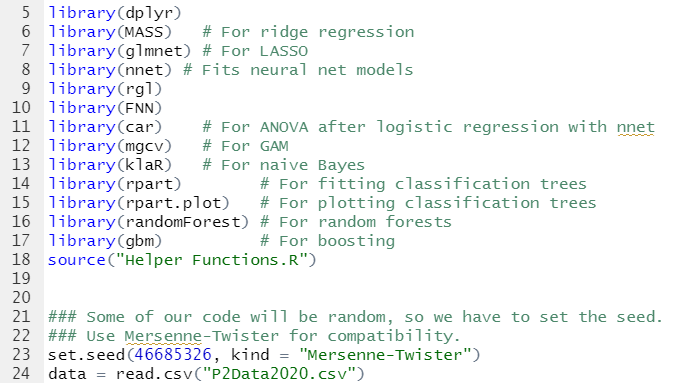 5 library(dplyr)
6 library(MASS) # For ridge regression
7 library(glmnet) # For LASSO
8 library(nnet) # Fits neural net models
9 library(rgl)
10 library(FNN)
11 library(car) # For ANOVA after logistic regression with nnet
12 library(mgcv) # For GAM
13 library(klaR) # For naive Bayes
14 library(rpart) # For fitting classification trees
15 library(rpart.plot) # For plotting classification trees
16 library(randomForest) # For random forests
17 library(gbm) # For boosting
18 source("Helper Functions.R")
19
20
21 ### Some of our code will be random, so we have to set the seed.
22 ### Use Mersenne-Twister for compatibility.
23 set.seed(46685326, kind = "Mersenne-Twister")
24 data = read.csv("P2Data2020.csv")